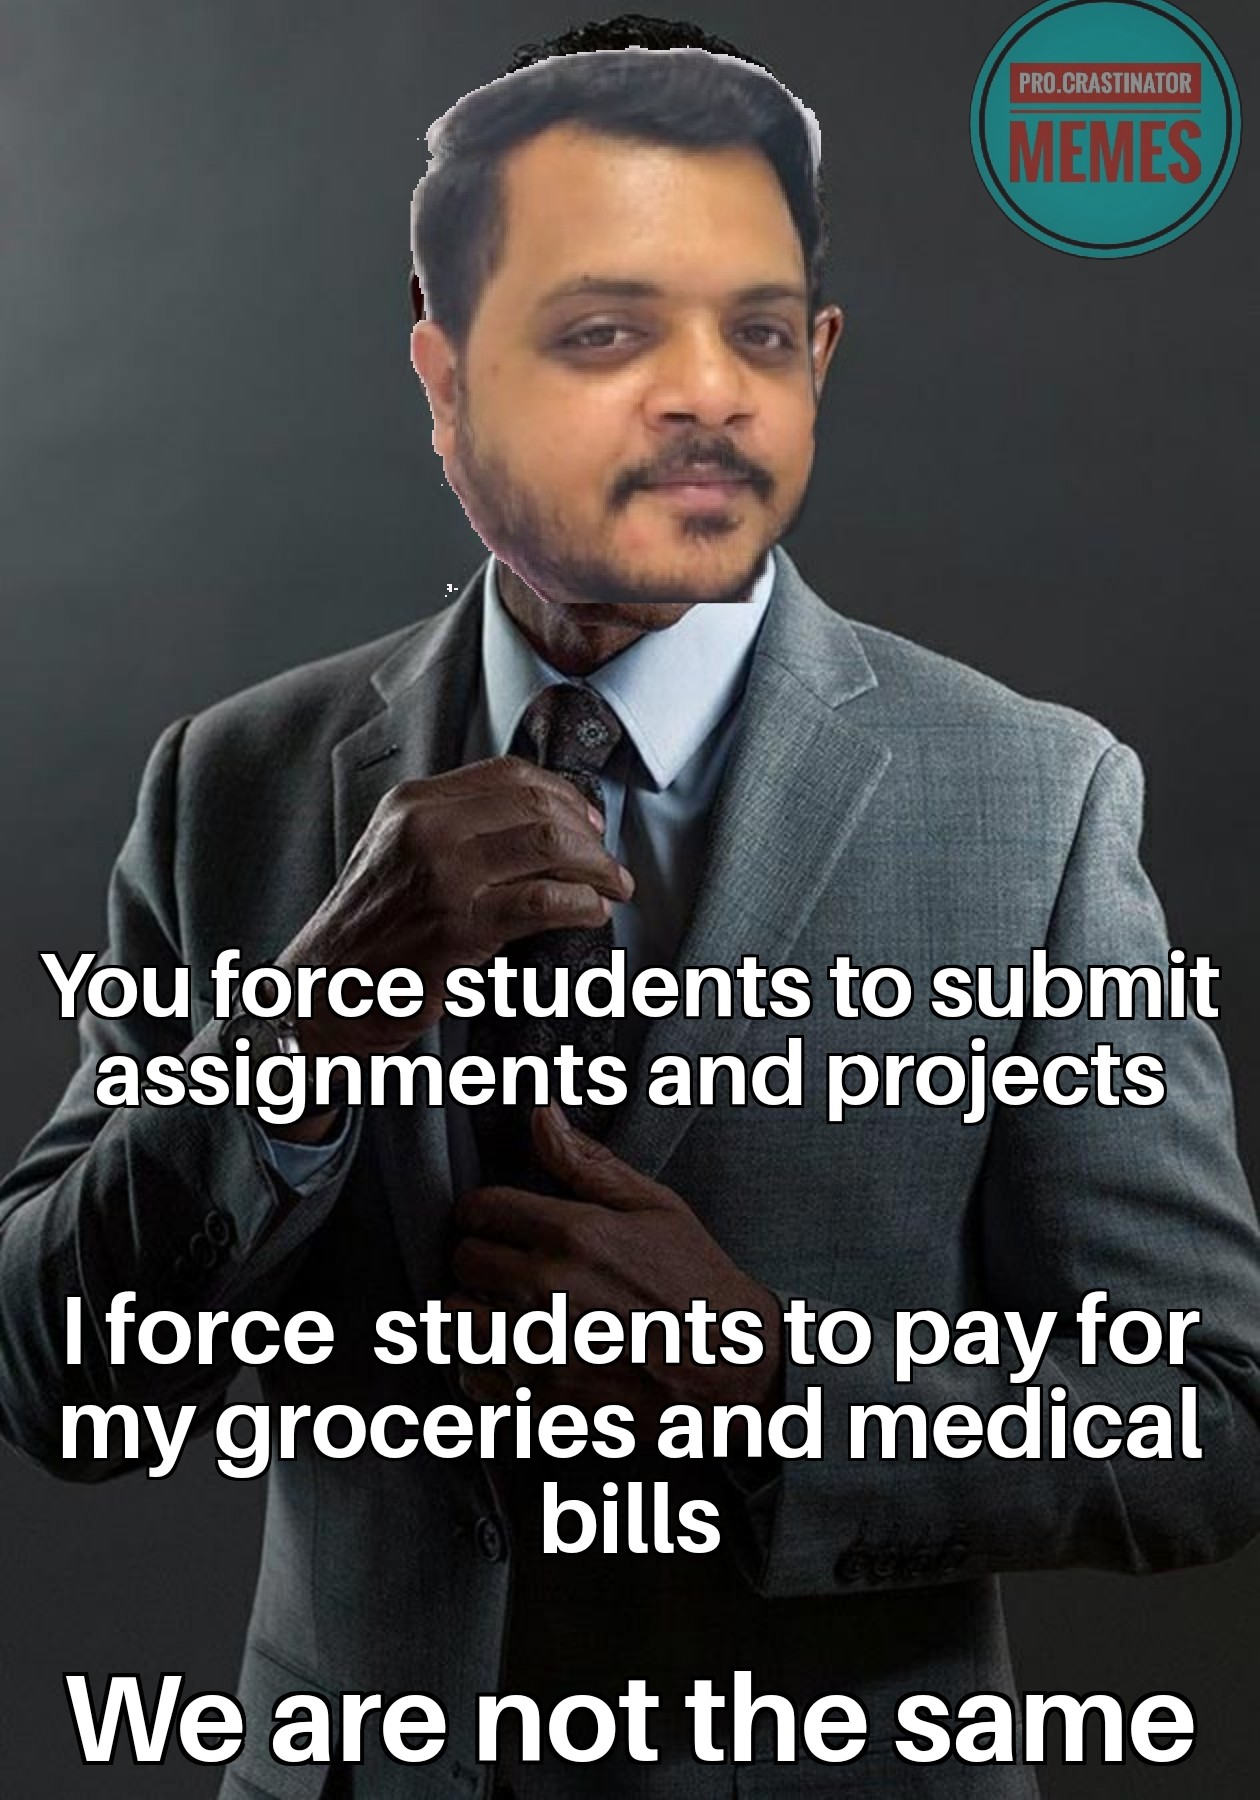 PRO.CRASTINATOR
MEMES
You force students to submit
assignments and projects
I force  students to pay for
my groceries and medical
bills
We are not the same